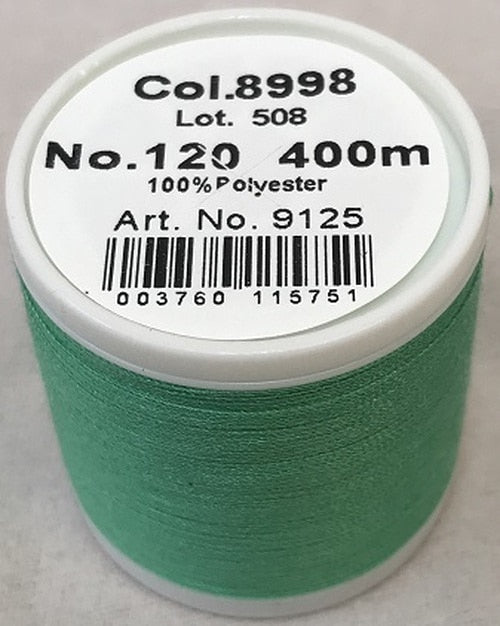 Col.8998
Lot. 508
No.120 400m
100%Polyester
Art. No. 9125
003760 115751